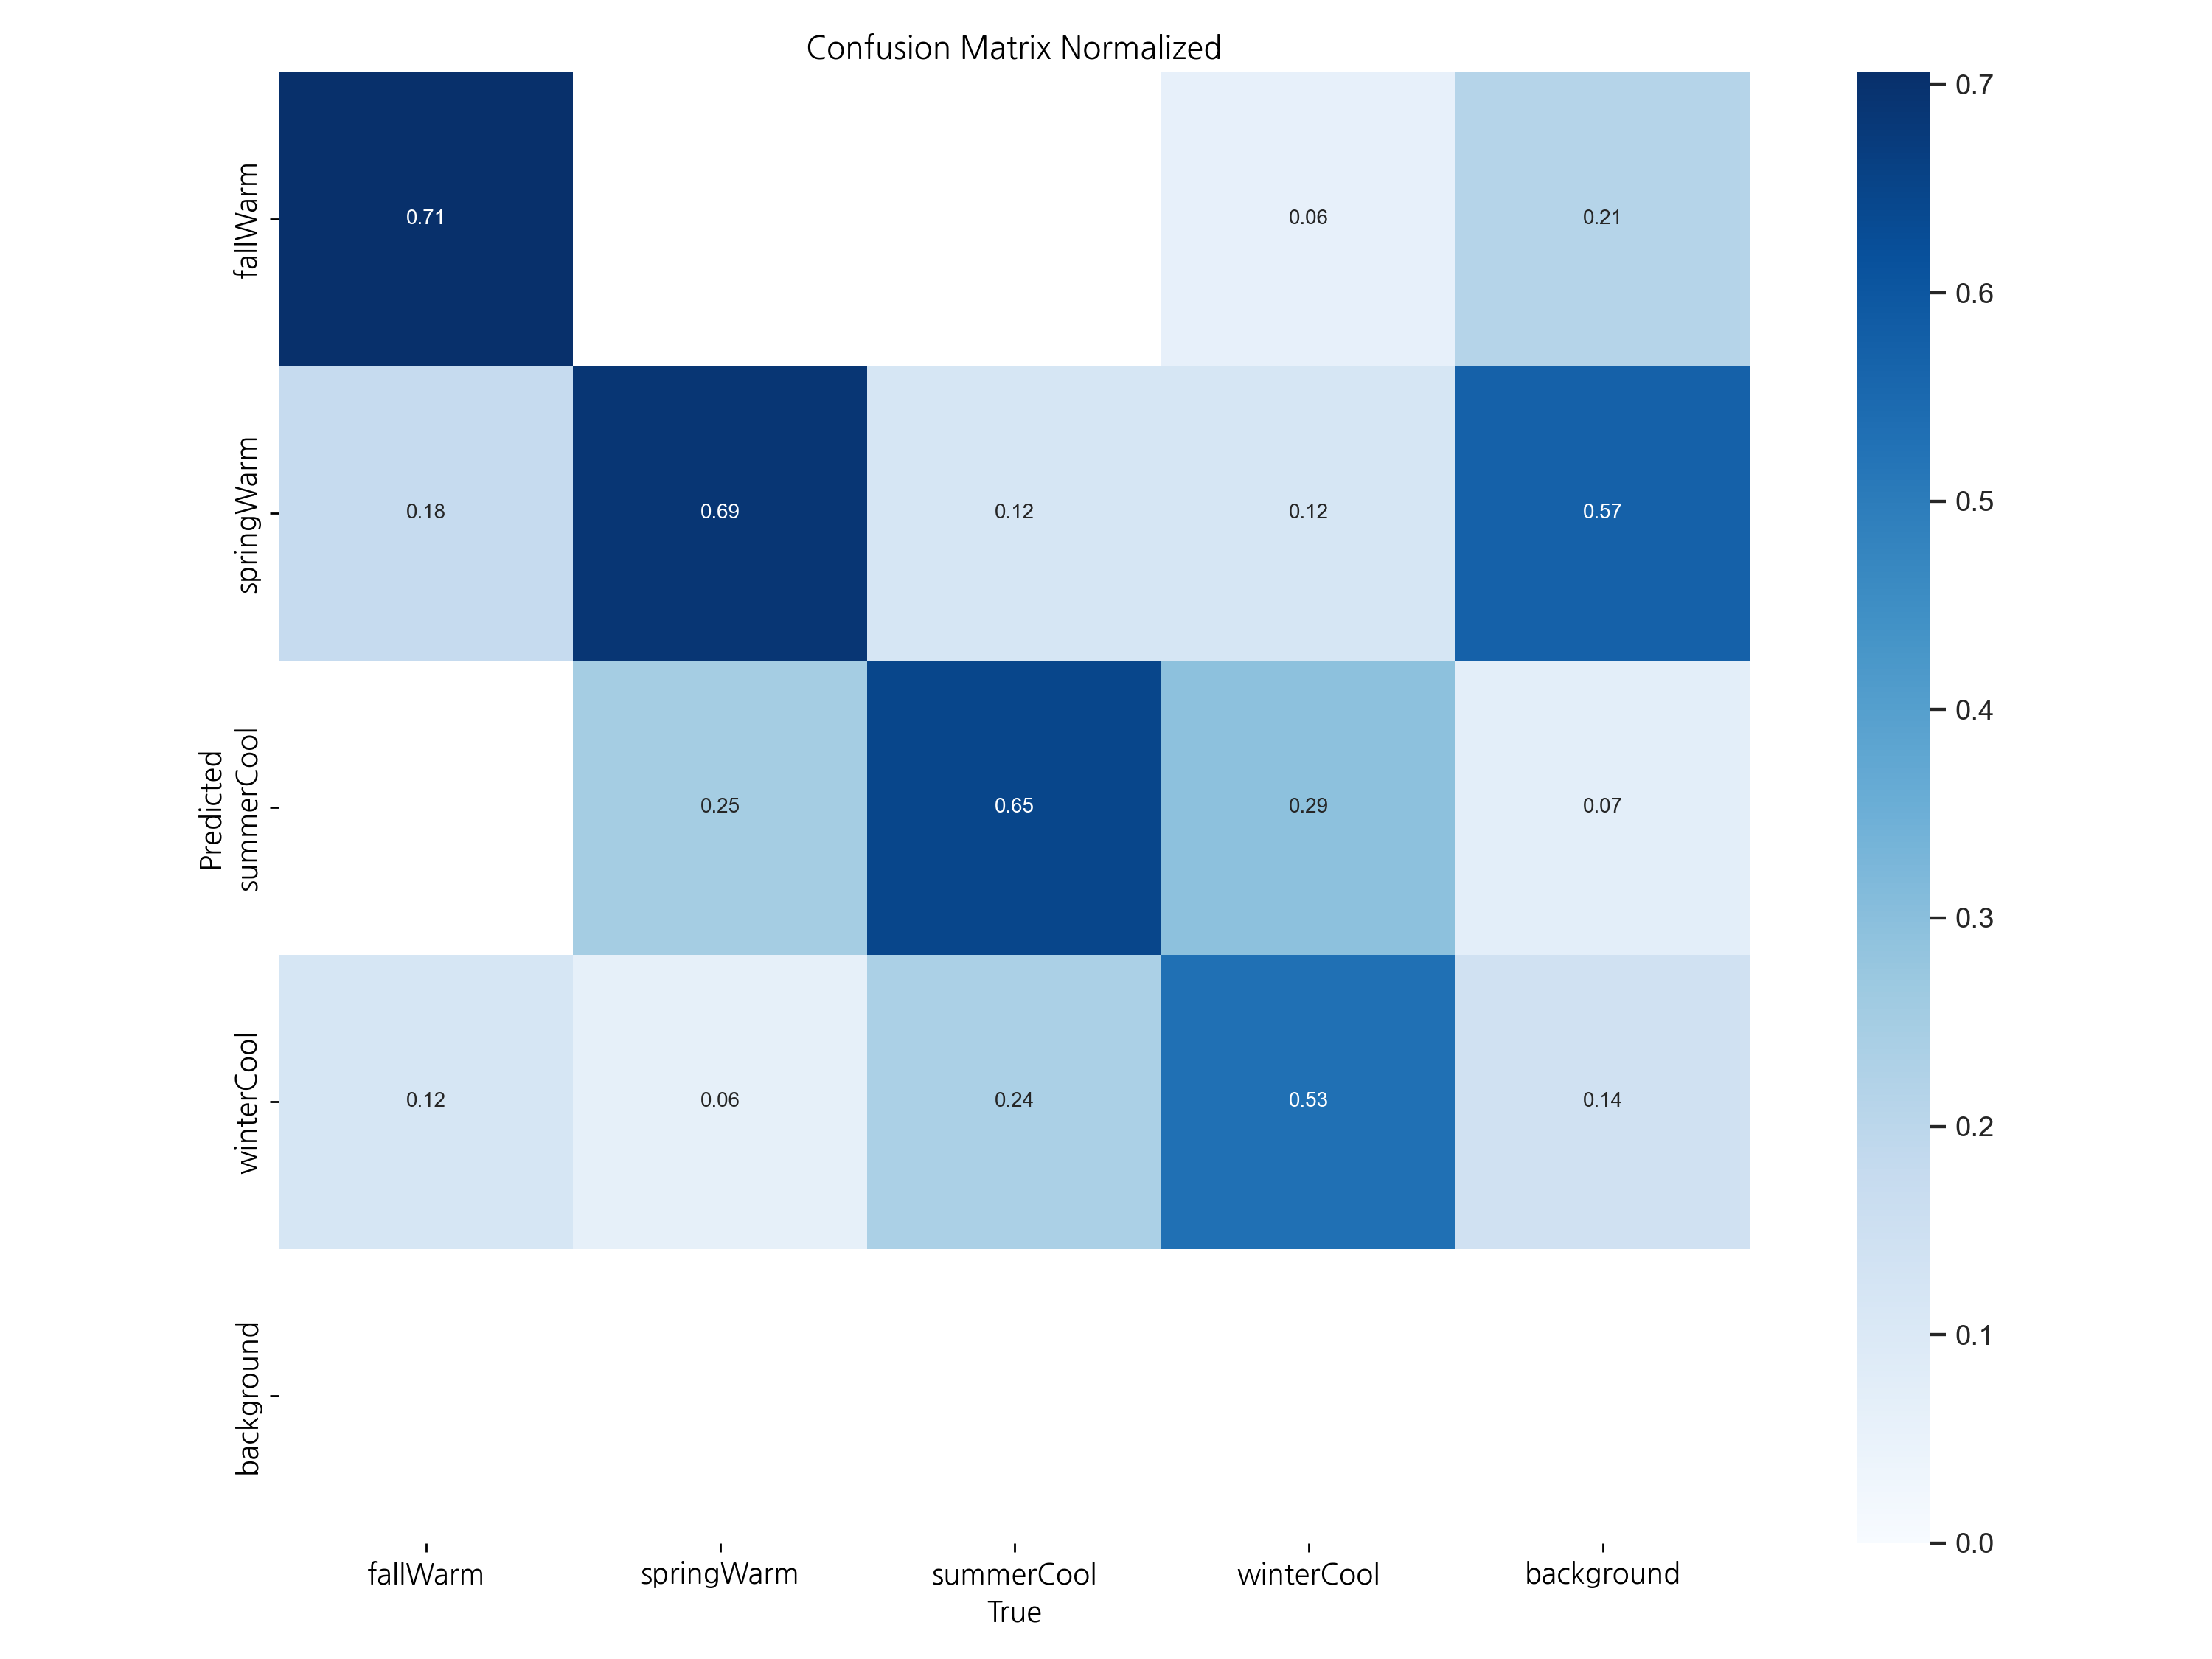 Confusion Matrix Normalized
fallWarm
0.71
0.06
0.21
springWarm
0.18
0.69
0.12
0.12
0.57
Predicted
summerCool
0.25
0.65
0.29
0.07
winterCool
0.12
0.06
0.24
0.53
0.14
background
fallWarm
springWarm
summerCool
winterCool
background
True
0.7
0.6
0.5
0.4
0.3
0.2
0.1
0.0